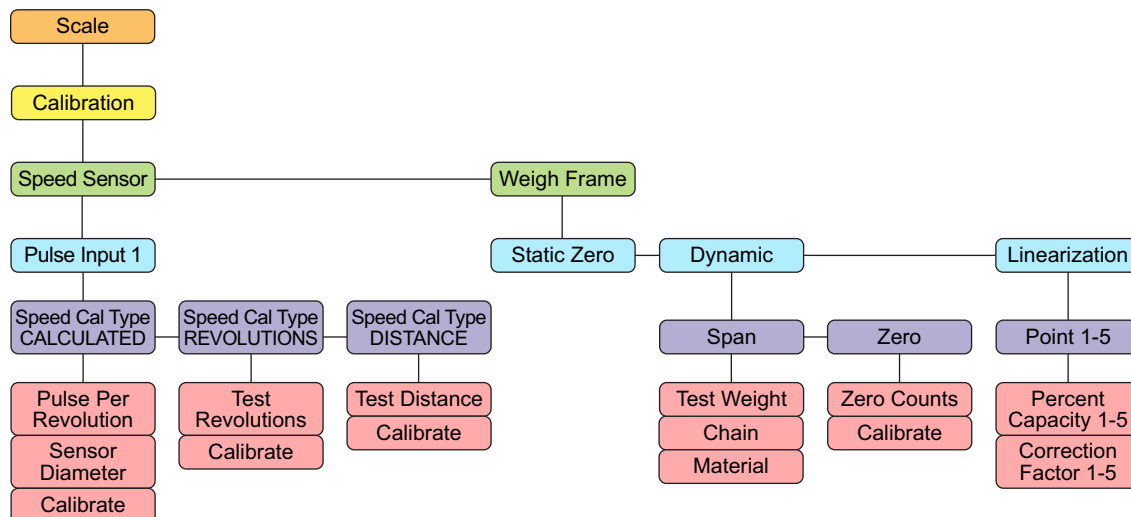 Scale
Calibration
Speed Sensor
Weigh Frame
Pulse Input 1
Static Zero
Dynamic
Linearization
Speed Cal Type
CALCULATED
Speed Cal Type
REVOLUTIONS
Speed Cal Type
DISTANCE
Span
Zero
Point 1-5
Pulse Per
Revolution
Sensor
Diameter
Calibrate
Test
Revolutions
Calibrate
Test Distance
Calibrate
Test Weight
Chain
Material
Zero Counts
Calibrate
Percent
Capacity 1-5
Correction
Factor 1-5